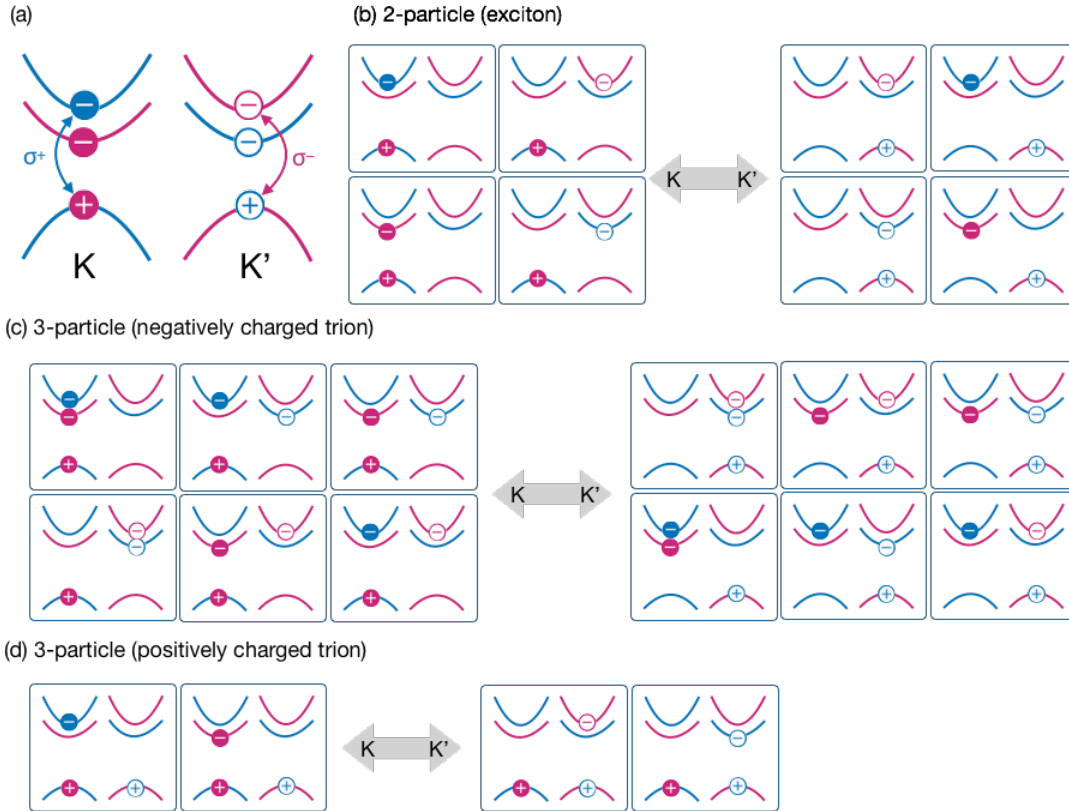 (a)
σ+
σ−
K
K'
(b) 2-particle (exciton)
K
K'
(c) 3-particle (negatively charged trion)
K
K'
(d) 3-particle (positively charged trion)
K
K'